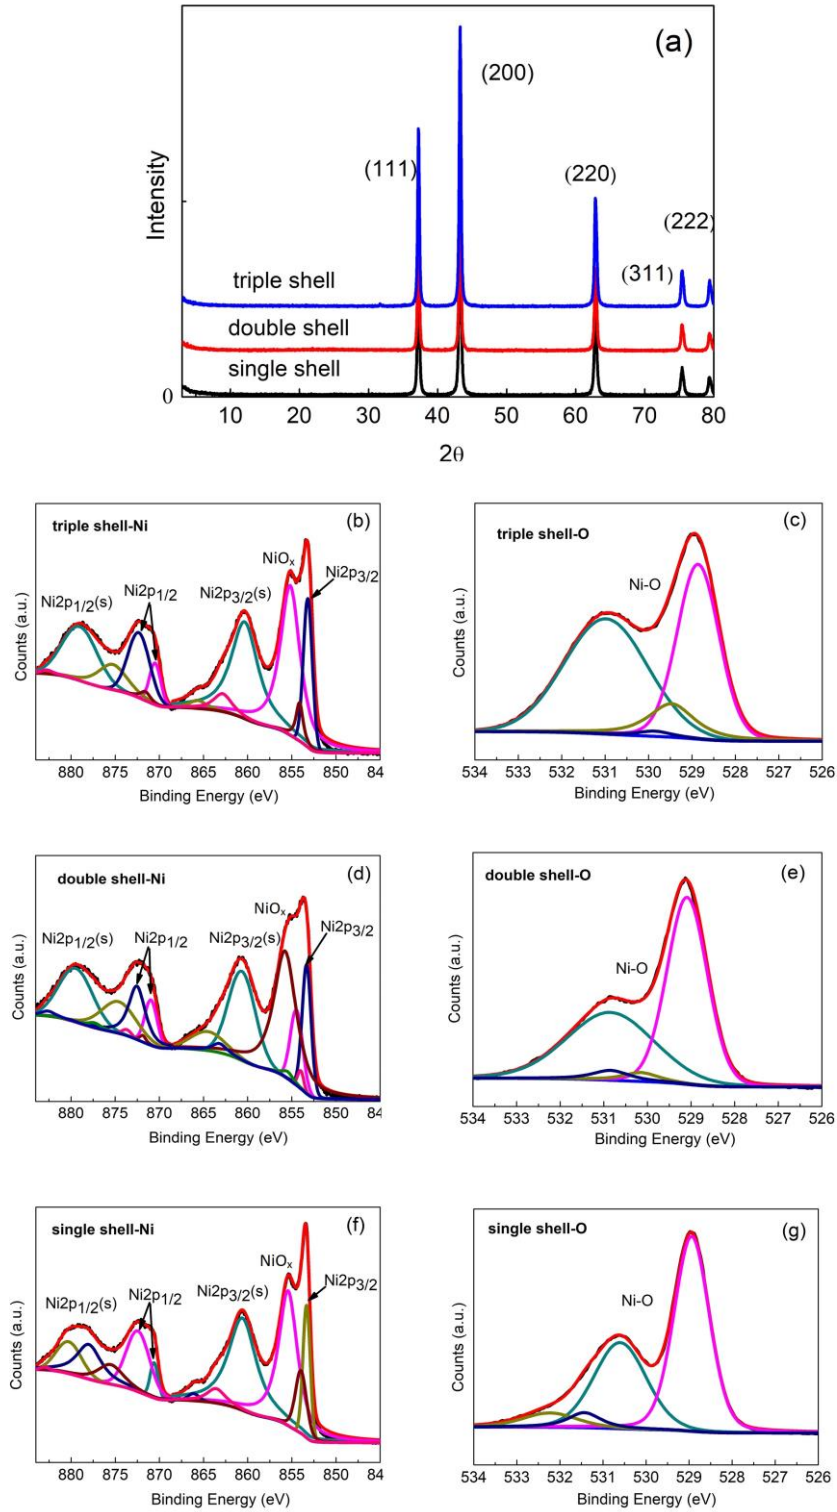 (a)
(200)
(111)
(220)
(222)
(311)
Intensity
triple shell
double shell
single shell
0
10 20 30 40 50 60 70 80
2θ
(b)
triple shell-Ni
NiOₓ
Ni2p₃/₂
Ni2p₁/₂(s)
Ni2p₁/₂
Ni2p₃/₂(s)
Counts (a.u.)
880 875 870 865 860 855 850 84
Binding Energy (eV)
(c)
triple shell-O
Ni-O
Counts (a.u.)
534 533 532 531 530 529 528 527 526
Binding Energy (eV)
(d)
double shell-Ni
NiOₓ
Ni2p₃/₂
Ni2p₁/₂(s)
Ni2p₁/₂
Ni2p₃/₂(s)
Counts (a.u.)
880 875 870 865 860 855 850 84
Binding Energy (eV)
(e)
double shell-O
Ni-O
Counts (a.u.)
534 533 532 531 530 529 528 527 526
Binding Energy (eV)
(f)
single shell-Ni
NiOₓ
Ni2p₃/₂
Ni2p₁/₂(s)
Ni2p₁/₂
Ni2p₃/₂(s)
Counts (a.u.)
880 875 870 865 860 855 850 84
Binding Energy (eV)
(g)
single shell-O
Ni-O
Counts (a.u.)
534 533 532 531 530 529 528 527 526
Binding Energy (eV)